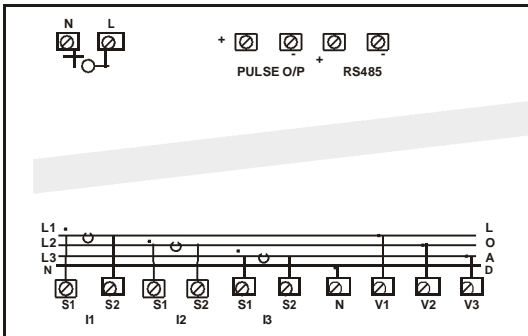 N L
+ - + -
PULSE O/P RS485
L1 L
L2 O
L3 A
N D
S1 S2 S1 S2 S1 S2 N V1 V2 V3
I1 I2 I3